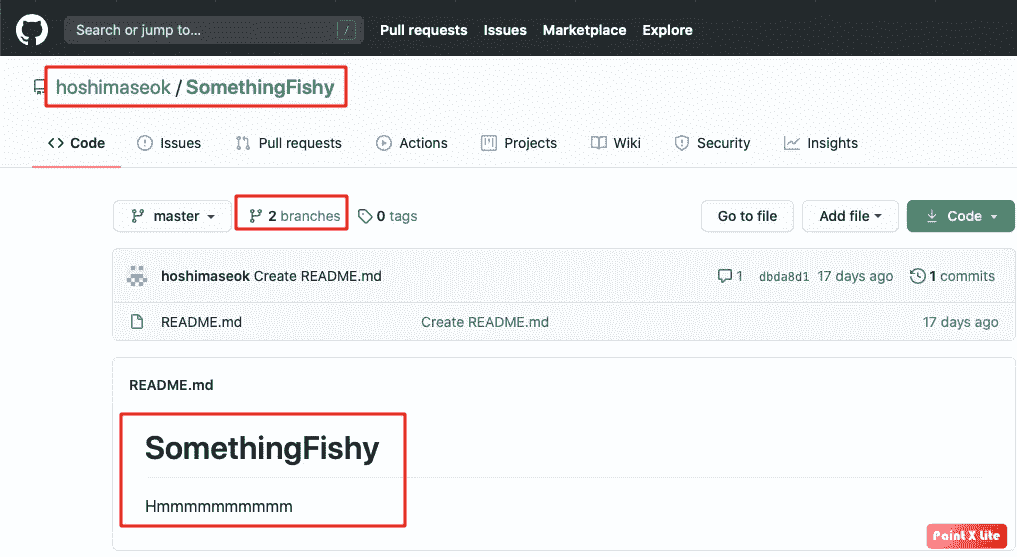 Search or jump to... / Pull requests Issues Marketplace Explore
hoshimaseok / SomethingFishy
<> Code Issues Pull requests Actions Projects Wiki Security Insights
master 2 branches 0 tags Go to file Add file Code
hoshimaseok Create README.md 1 dbda8d1 17 days ago 1 commits
README.md Create README.md 17 days ago
README.md
SomethingFishy
Hmmmmmmmmmm
Paint X Lite